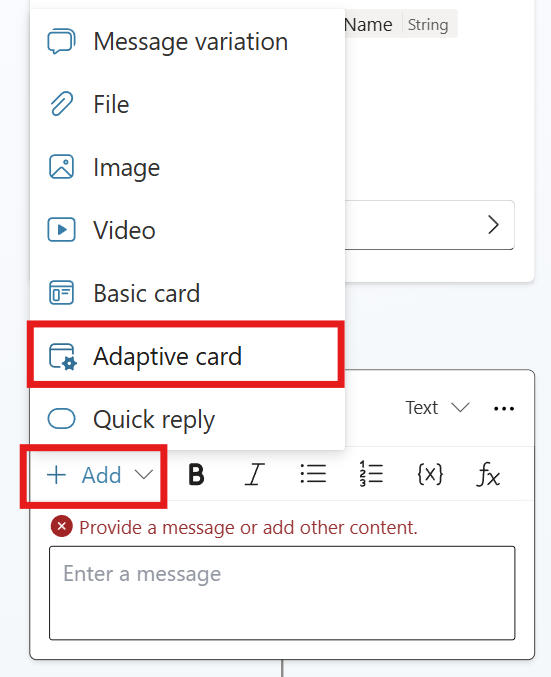 Message variation
Name String
File
Image
Video
Basic card
Adaptive card
Text
Quick reply
Add B I {x} fx
Provide a message or add other content.
Enter a message